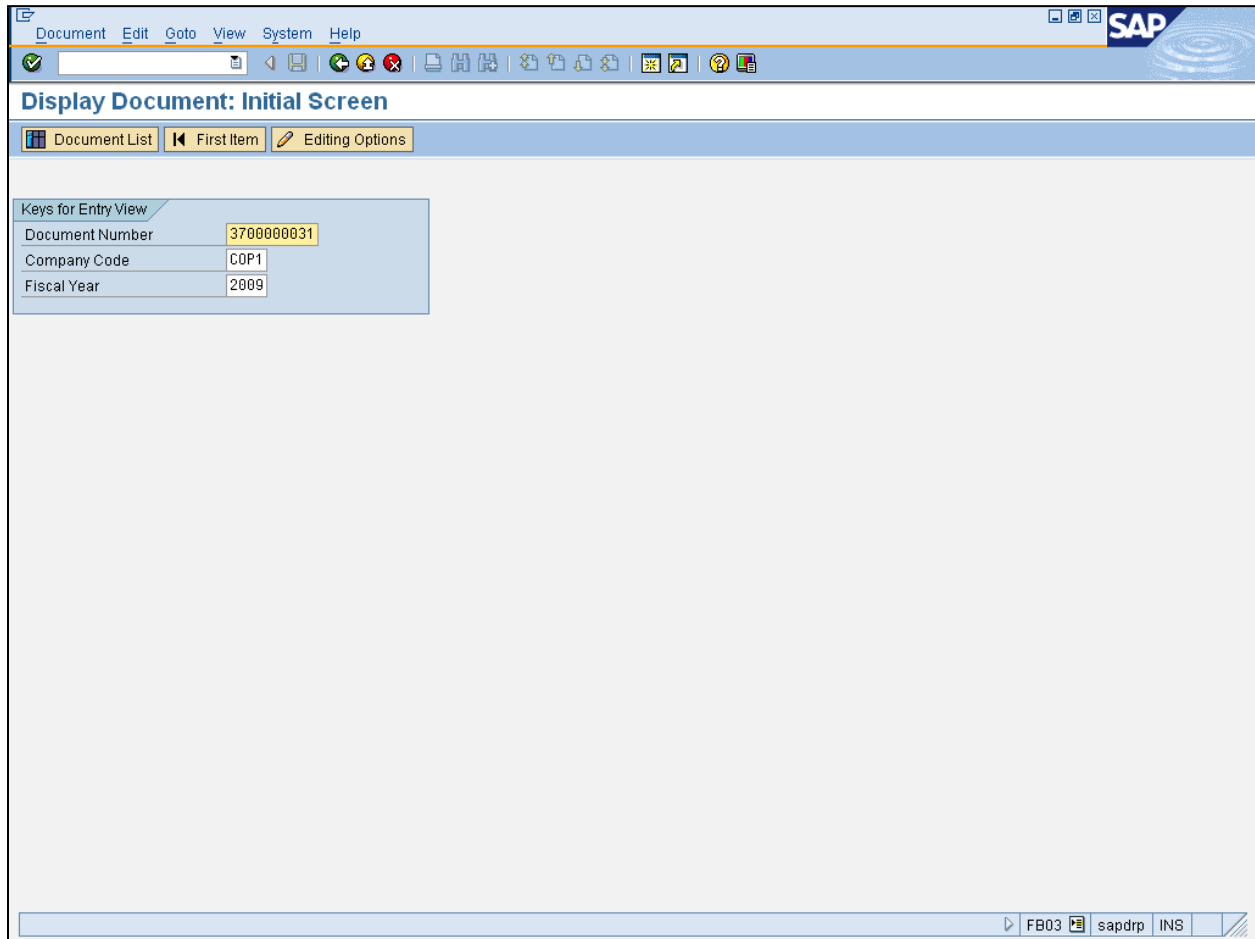 Document Edit Goto View System Help
SAP
Display Document: Initial Screen
Document List First Item Editing Options
Keys for Entry View
Document Number 3700000031
Company Code COP1
Fiscal Year 2009
FB03 sapdrp INS